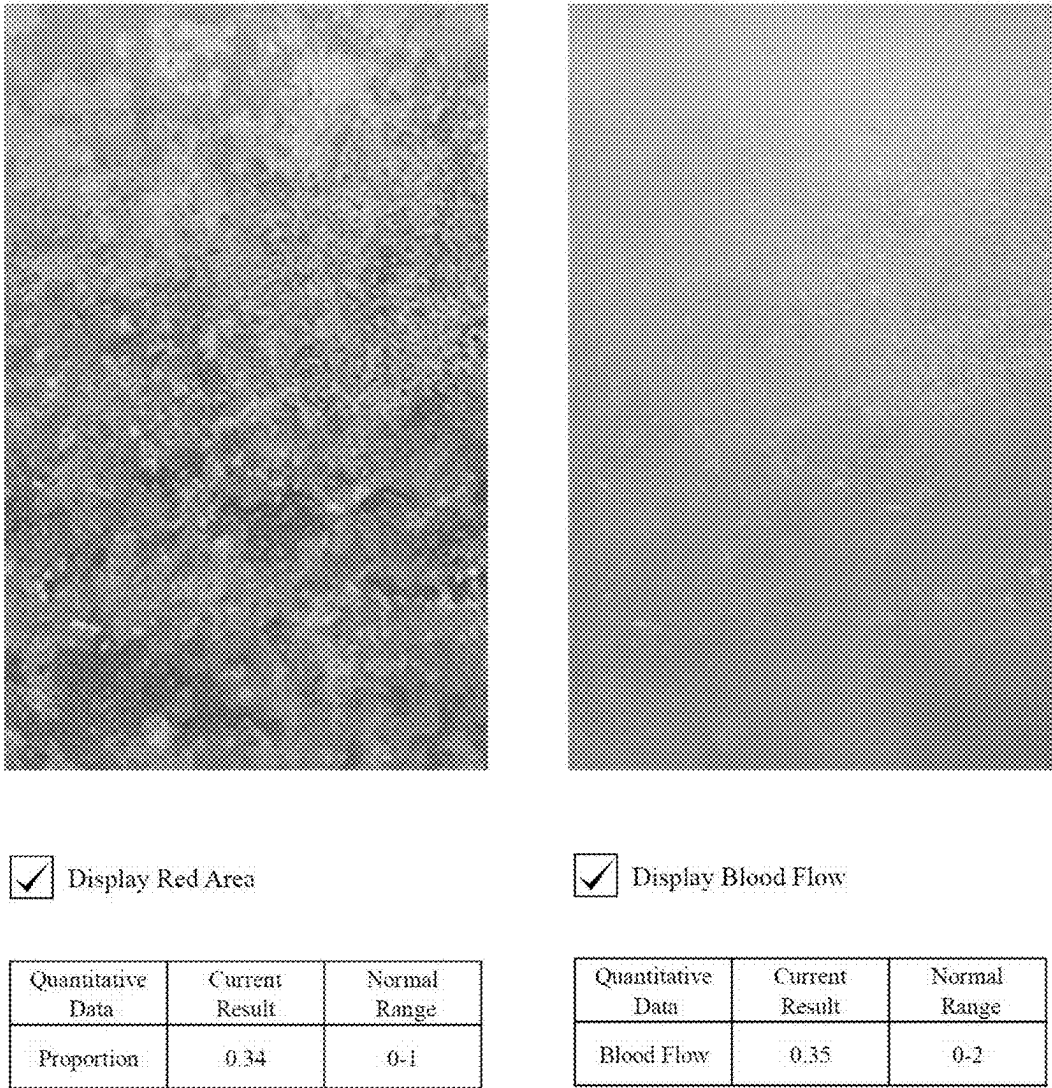 Display Red Area
Display Blood Flow
Quantitative Data
Current Result
Normal Range
Proportion
0.34
0-1
Quantitative Data
Current Result
Normal Range
Blood Flow
0.35
0-2